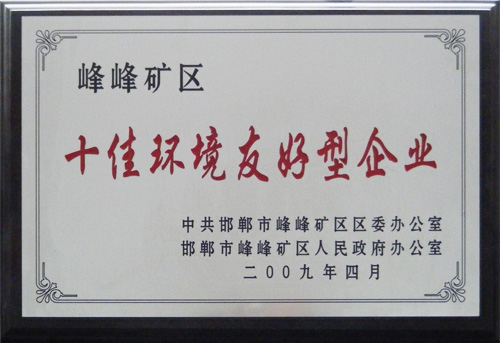 峰峰矿区
十佳环境友好型企业
中共邯郸市峰峰矿区区委办公室
邯郸市峰峰矿区人民政府办公室
二00九年四月